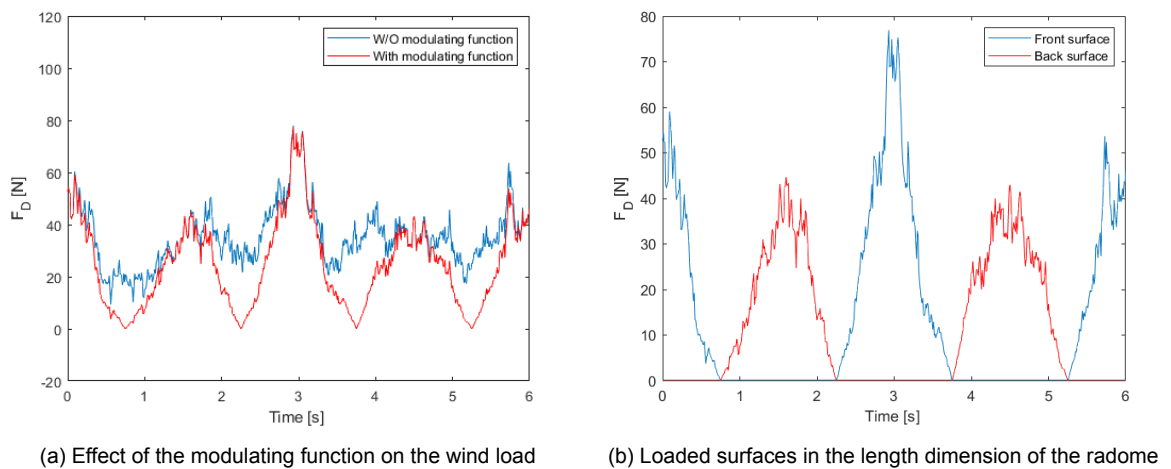 120
100
80
60
40
20
0
-20
F_D [N]
0 1 2 3 4 5 6
Time [s]
W/O modulating function
With modulating function
(a) Effect of the modulating function on the wind load
80
70
60
50
40
30
20
10
0
F_D [N]
0 1 2 3 4 5 6
Time [s]
Front surface
Back surface
(b) Loaded surfaces in the length dimension of the radome